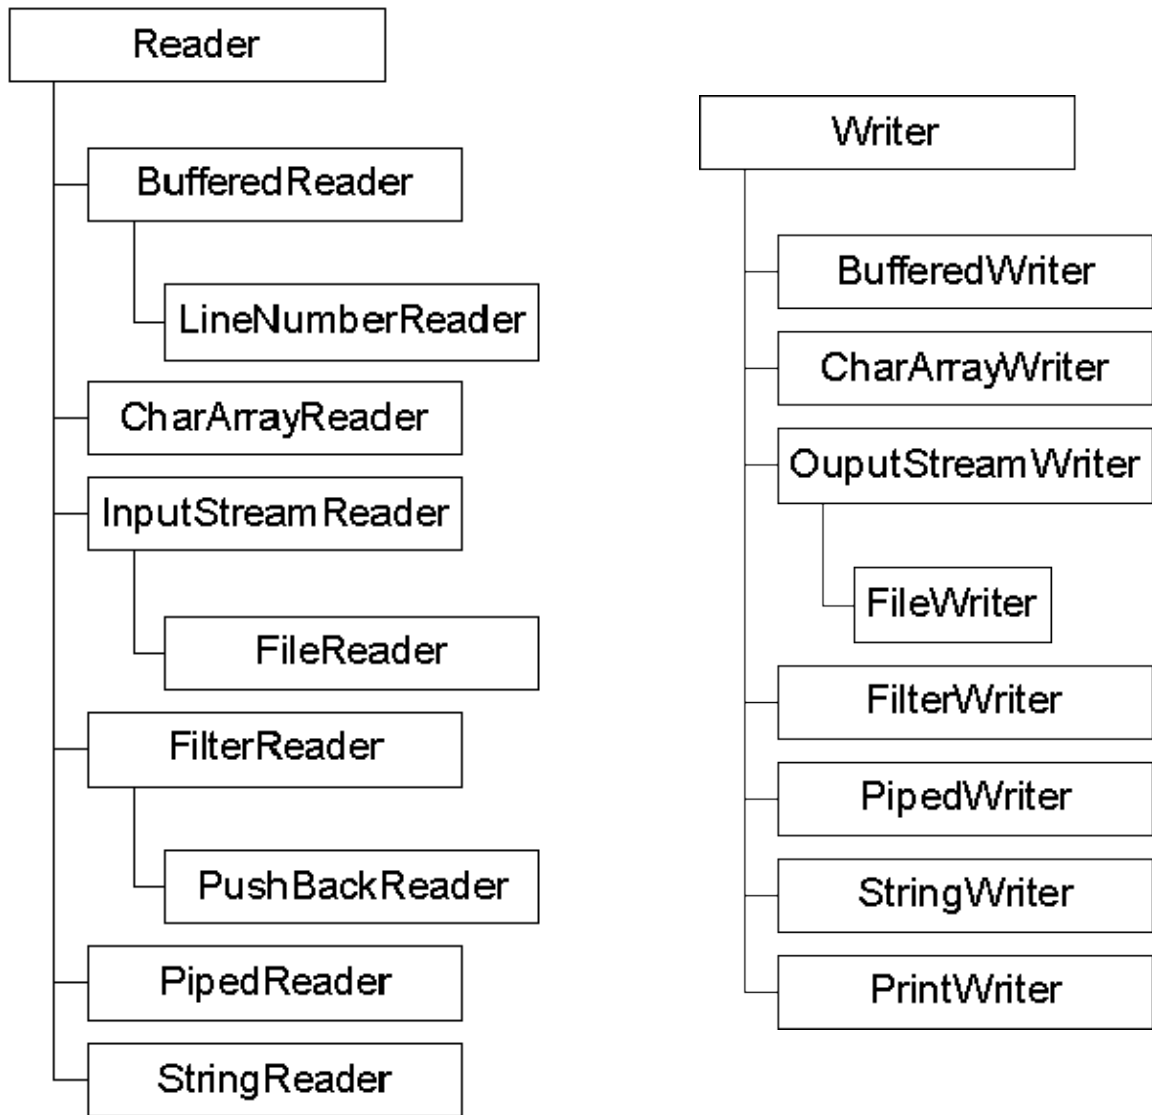 Reader
BufferedReader
LineNumberReader
CharArrayReader
InputStreamReader
FileReader
FilterReader
PushBackReader
PipedReader
StringReader
Writer
BufferedWriter
CharArrayWriter
OuputStreamWriter
FileWriter
FilterWriter
PipedWriter
StringWriter
PrintWriter